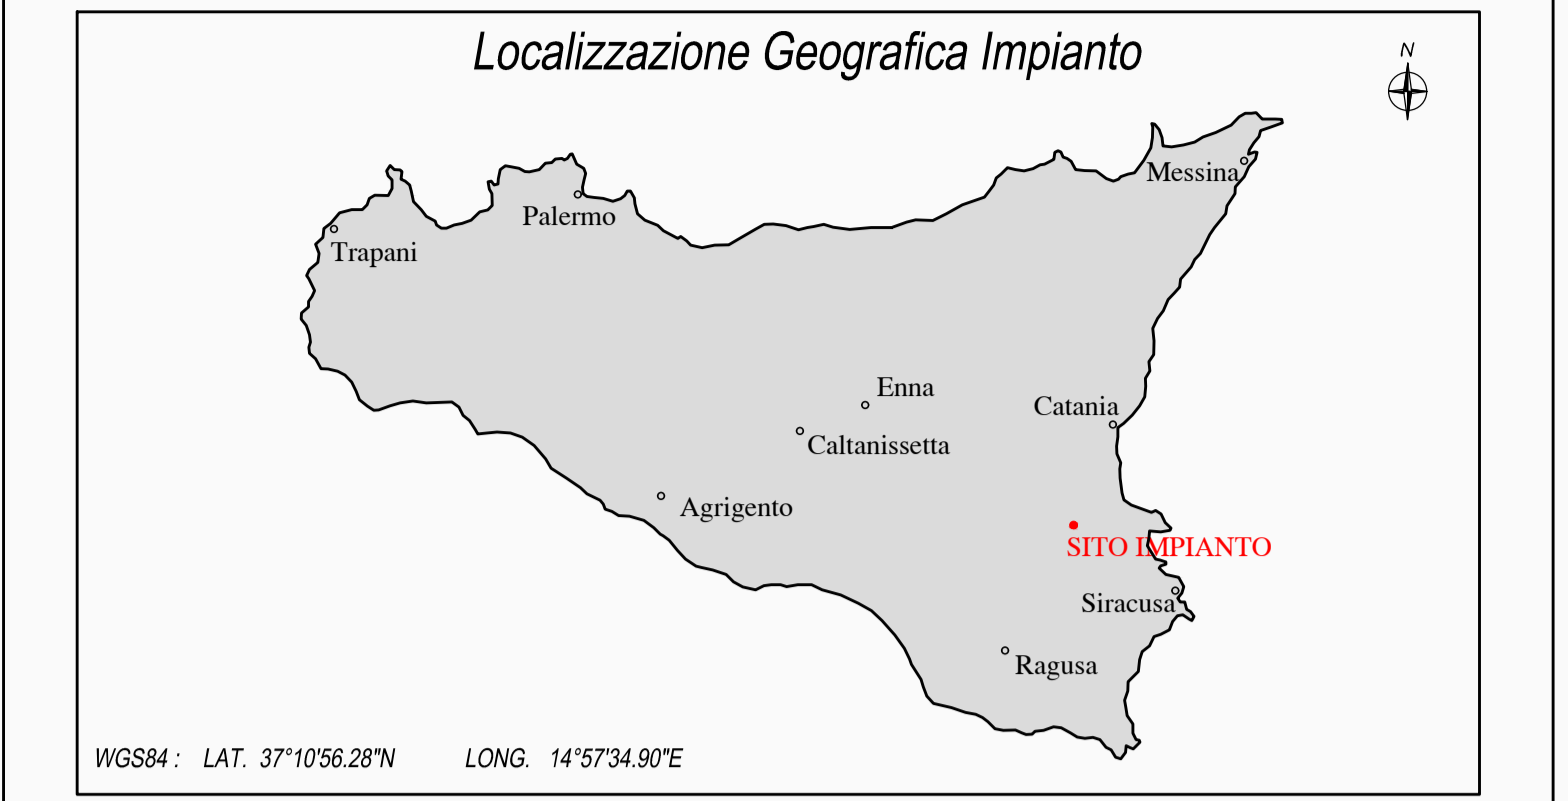 Localizzazione Geografica Impianto
N
Messina
Palermo
Trapani
Enna
Catania
Caltanissetta
Agrigento
SITO IMPIANTO
Siracusa
Ragusa
WGS84 : LAT. 37°10'56.28"N LONG. 14°57'34.90"E